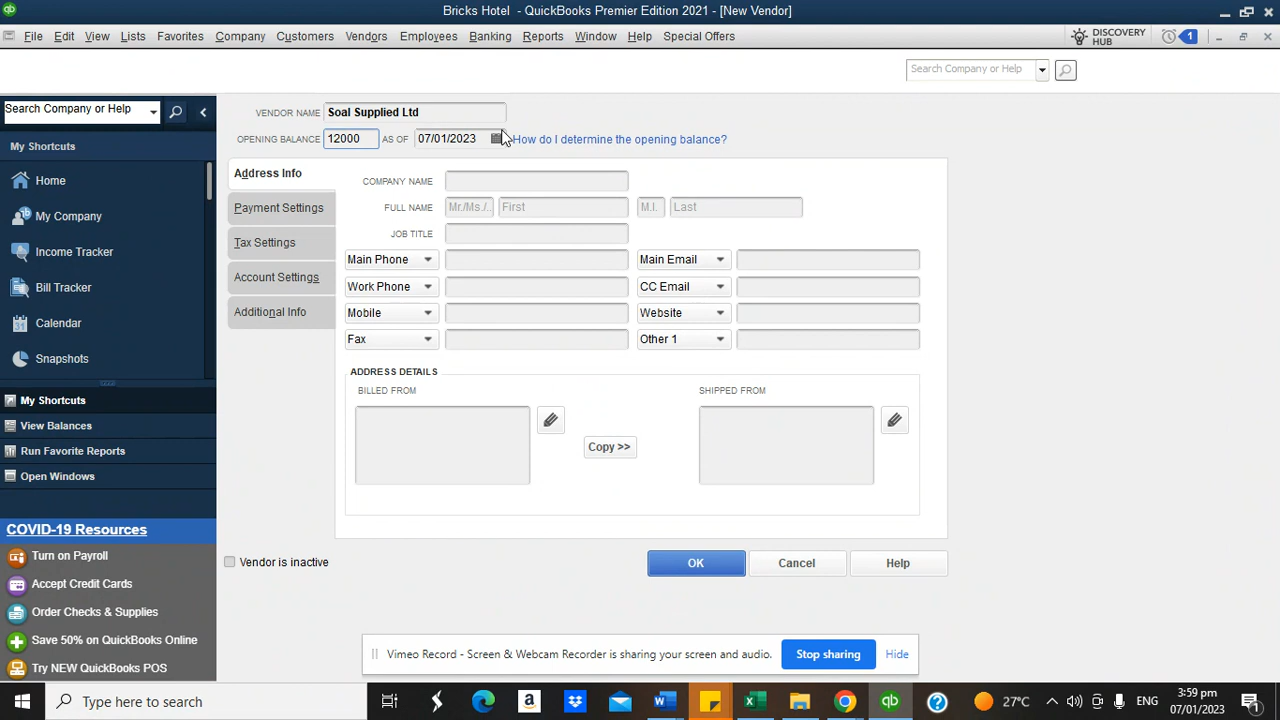 Bricks Hotel - QuickBooks Premier Edition 2021 - [New Vendor]
File Edit View Lists Favorites Company Customers Vendors Employees Banking Reports Window Help Special Offers
DISCOVERY
HUB
1
Search Company or Help
Search Company or Help
My Shortcuts
Home
My Company
Income Tracker
Bill Tracker
Calendar
Snapshots
My Shortcuts
View Balances
Run Favorite Reports
Open Windows
COVID-19 Resources
Turn on Payroll
Accept Credit Cards
Order Checks & Supplies
Save 50% on QuickBooks Online
Try NEW QuickBooks POS
VENDOR NAME Soal Supplied Ltd
OPENING BALANCE 12000 AS OF 07/01/2023 How do I determine the opening balance?
Address Info
Payment Settings
Tax Settings
Account Settings
Additional Info
COMPANY NAME
FULL NAME Mr./Ms./.. First M.I. Last
JOB TITLE
Main Phone Main Email
Work Phone CC Email
Mobile Website
Fax Other 1
ADDRESS DETAILS
BILLED FROM SHIPPED FROM
Copy >>
Vendor is inactive
OK Cancel Help
Vimeo Record - Screen & Webcam Recorder is sharing your screen and audio. Stop sharing Hide
Type here to search
27°C ENG 3:59 pm
07/01/2023
1